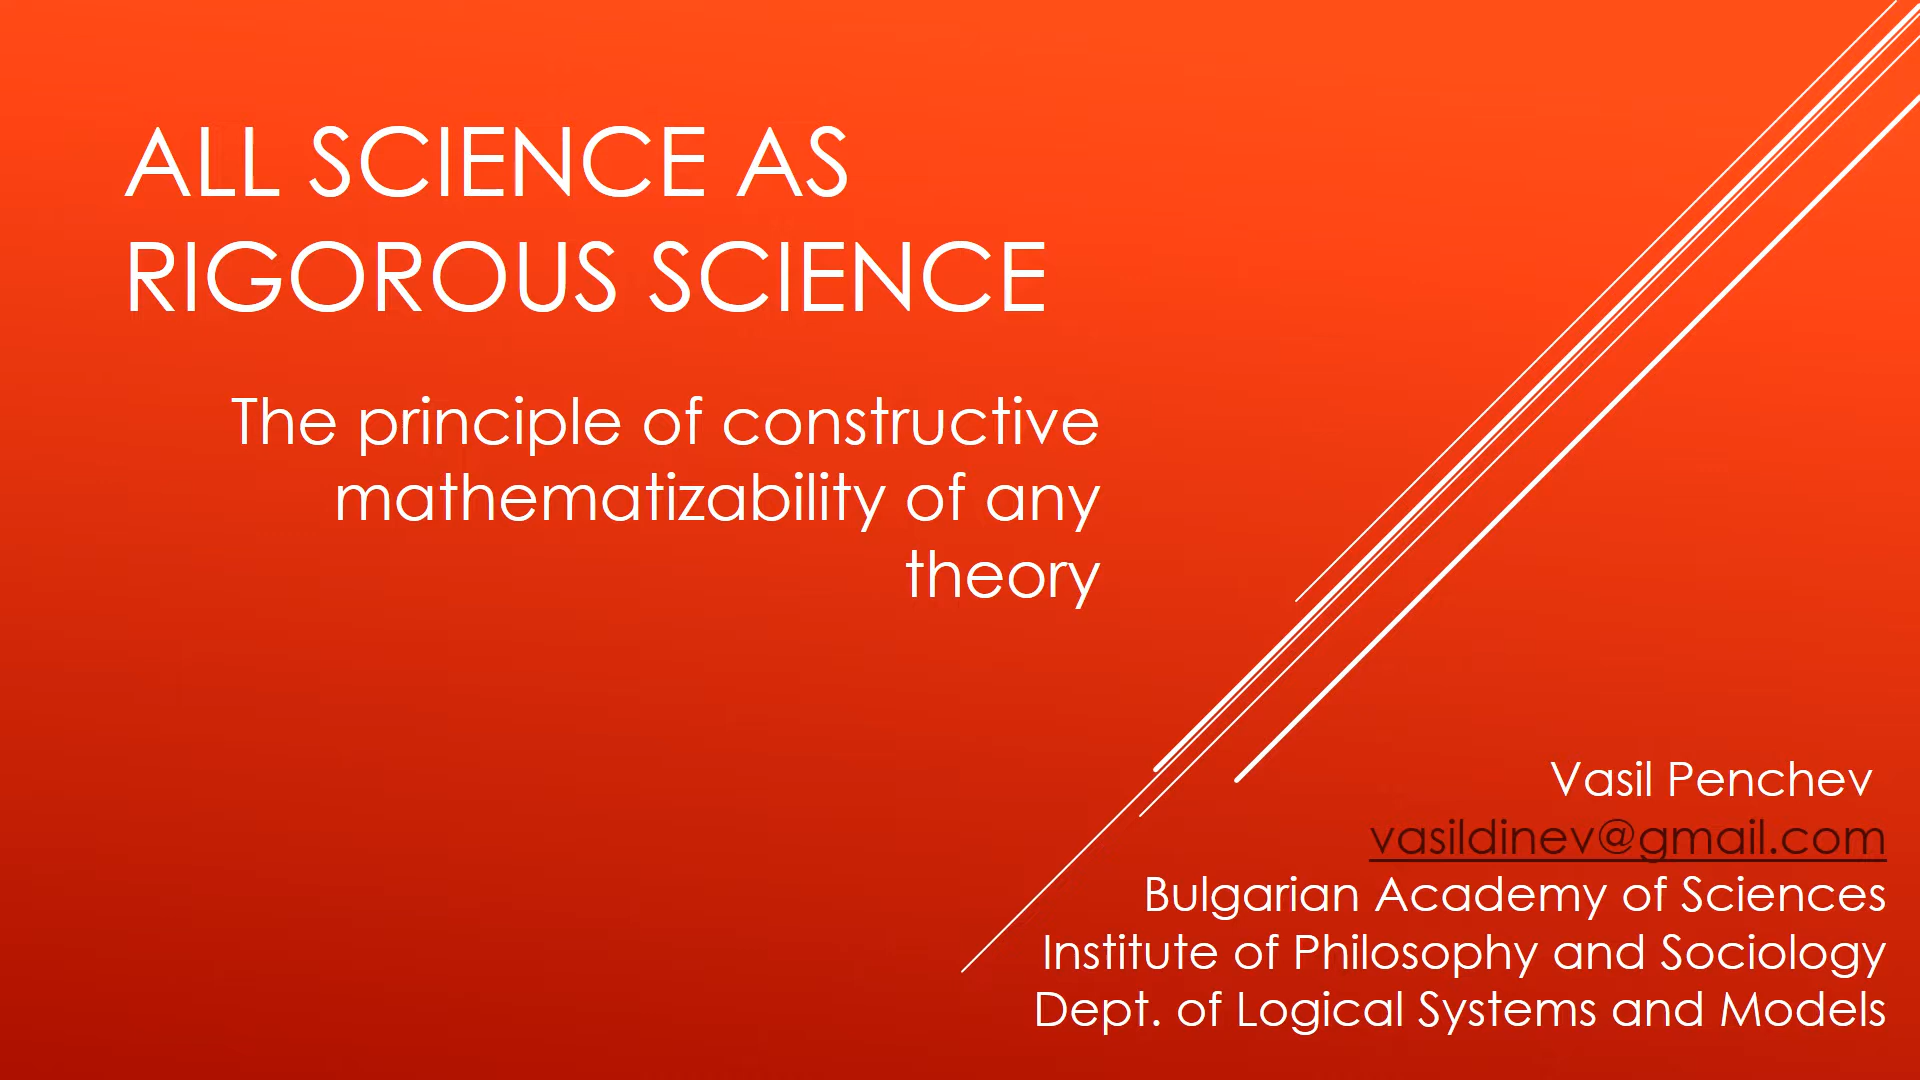 ALL SCIENCE AS
RIGOROUS SCIENCE
The principle of constructive
mathematizability of any
theory
Vasil Penchev
vasildinev@gmail.com
Bulgarian Academy of Sciences
Institute of Philosophy and Sociology
Dept. of Logical Systems and Models